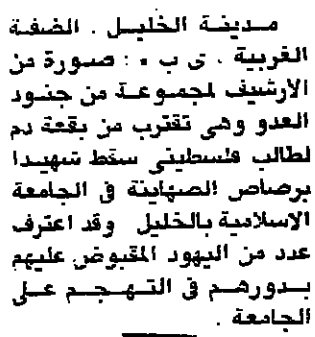 مدينة الخليل . الضفة
الغربية . ى ب ٠ : صورة من
الارشيف لمجموعة من جنود
العدو وهى تقترب من بقعة دم
لطالب فلسطينى سقط شهيدا
برصاص الصهاينة فى الجامعة
الاسلامية بالخليل وقد اعترف
عدد من اليهود المقبوض عليهم
بدورهم فى التهجم على
الجامعة .